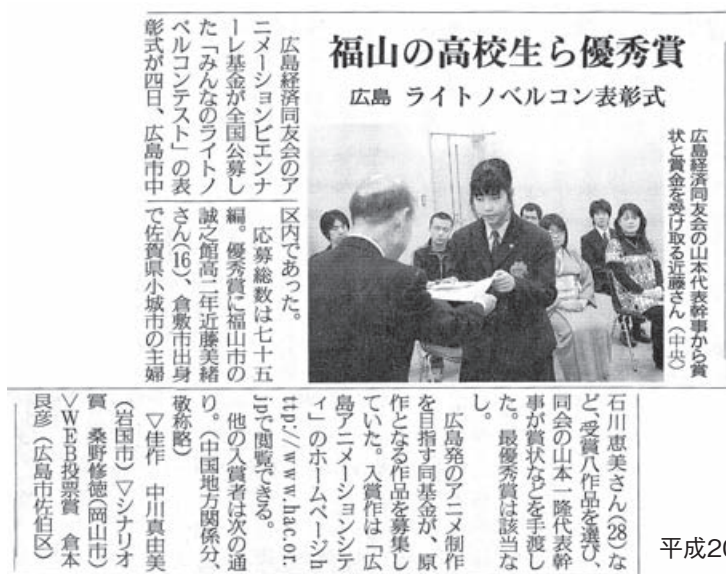 福山の高校生ら優秀賞
広島 ライトノベルコン表彰式
広島経済同友会の山本代表幹事から賞
状と賞金を受け取る近藤さん（中央）
広島経済同友会のア
ニメーションビエンナ
ーレ基金が全国公募し
た「みんなのライトノ
ベルコンテスト」の表
彰式が四日、広島市中
区内であった。
応募総数は七十五
編。優秀賞に福山市の
誠之館高二年近藤美緒
さん(16)、倉敷市出身
で佐賀県小城市の主婦
石川恵美さん(28)な
ど、受賞八作品を選び、
同会の山本一隆代表幹
事が賞状などを手渡し
た。最優秀賞は該当な
し。
広島発のアニメ制作
を目指す同基金が、原
作となる作品を募集し
ていた。入賞作は「広
島アニメーションシテ
ィ」のホームページh
ttp://www.hac.or.
jpで閲覧できる。
他の入賞者は次の通
り。（中国地方関係分、
敬称略）
▽佳作 中川真由美
（岩国市）▽シナリオ
賞 桑野修徳（岡山市）
▽WEB投票賞 倉本
良彦（広島市佐伯区）
平成20